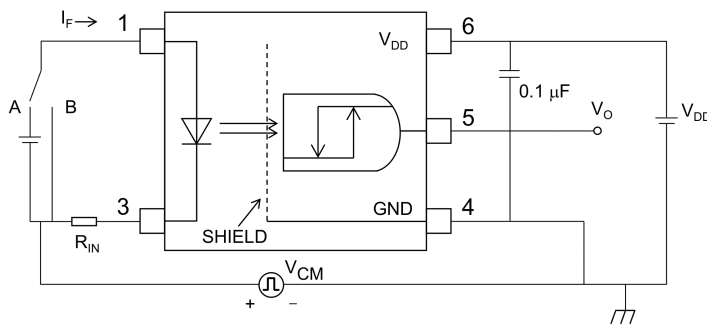 I_F 1
6
V_DD
A B
0.1 μF
V_O
5
V_DD
3
GND
4
R_IN
SHIELD
V_CM
+ −